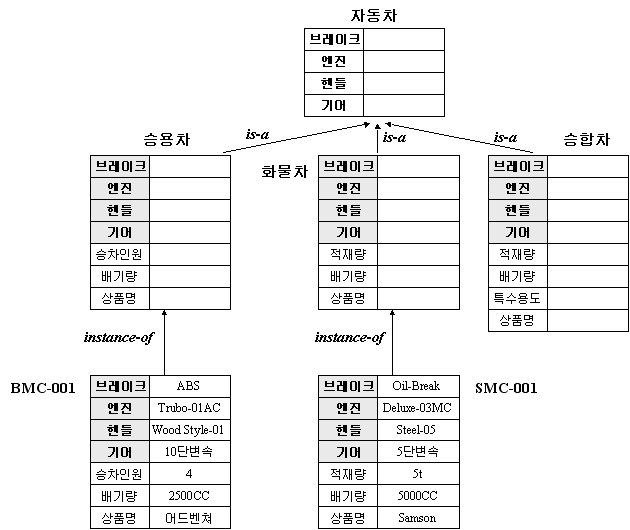 자동차
브레이크
엔진
핸들
기어
is-a
is-a
is-a
승용차
화물차
승합차
브레이크
엔진
핸들
기어
승차인원
배기량
상품명
브레이크
엔진
핸들
기어
적재량
배기량
상품명
브레이크
엔진
핸들
기어
적재량
배기량
특수용도
상품명
instance-of
instance-of
BMC-001
브레이크 ABS
엔진 Trubo-01AC
핸들 Wood Style-01
기어 10단변속
승차인원 4
배기량 2500CC
상품명 어드벤쳐
SMC-001
브레이크 Oil-Break
엔진 Deluxe-03MC
핸들 Steel-05
기어 5단변속
적재량 5t
배기량 5000CC
상품명 Samson